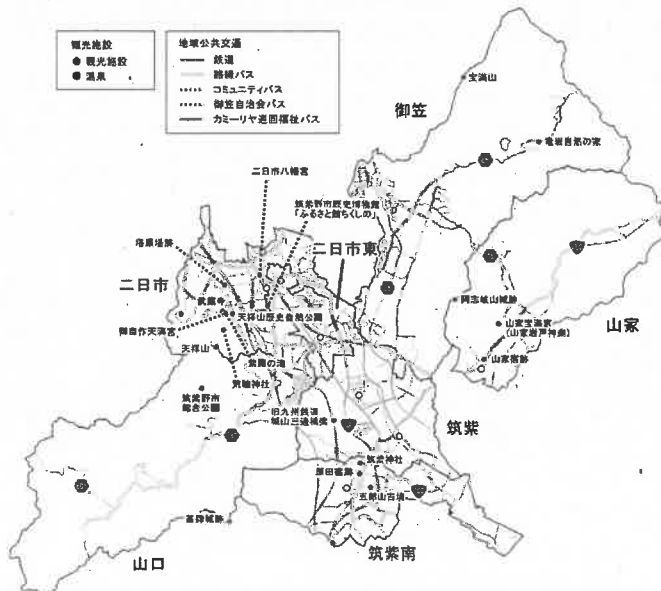 観光施設
観光施設
温泉
地域公共交通
鉄道
路線バス
コミュニティバス
御笠自治会バス
カミーリヤ巡回福祉バス
宝満山
御笠
竜岩自然の家
二日市八幡宮
筑紫野市歴史博物館
「ふるさと館ちくしの」
塔原塔跡
二日市東
二日市
武蔵
天拝山歴史自然公園
御自作天満宮
天拝山
紫藤の滝
荒穂神社
阿志岐山城跡
山家宝満宮
(山家岩戸神楽)
山家
山家宿跡
筑紫野市
総合公園
旧九州鉄道
城山三連橋梁
筑紫
筑紫神社
原田宿跡
五郎山古墳
基肄城跡
筑紫南
山口